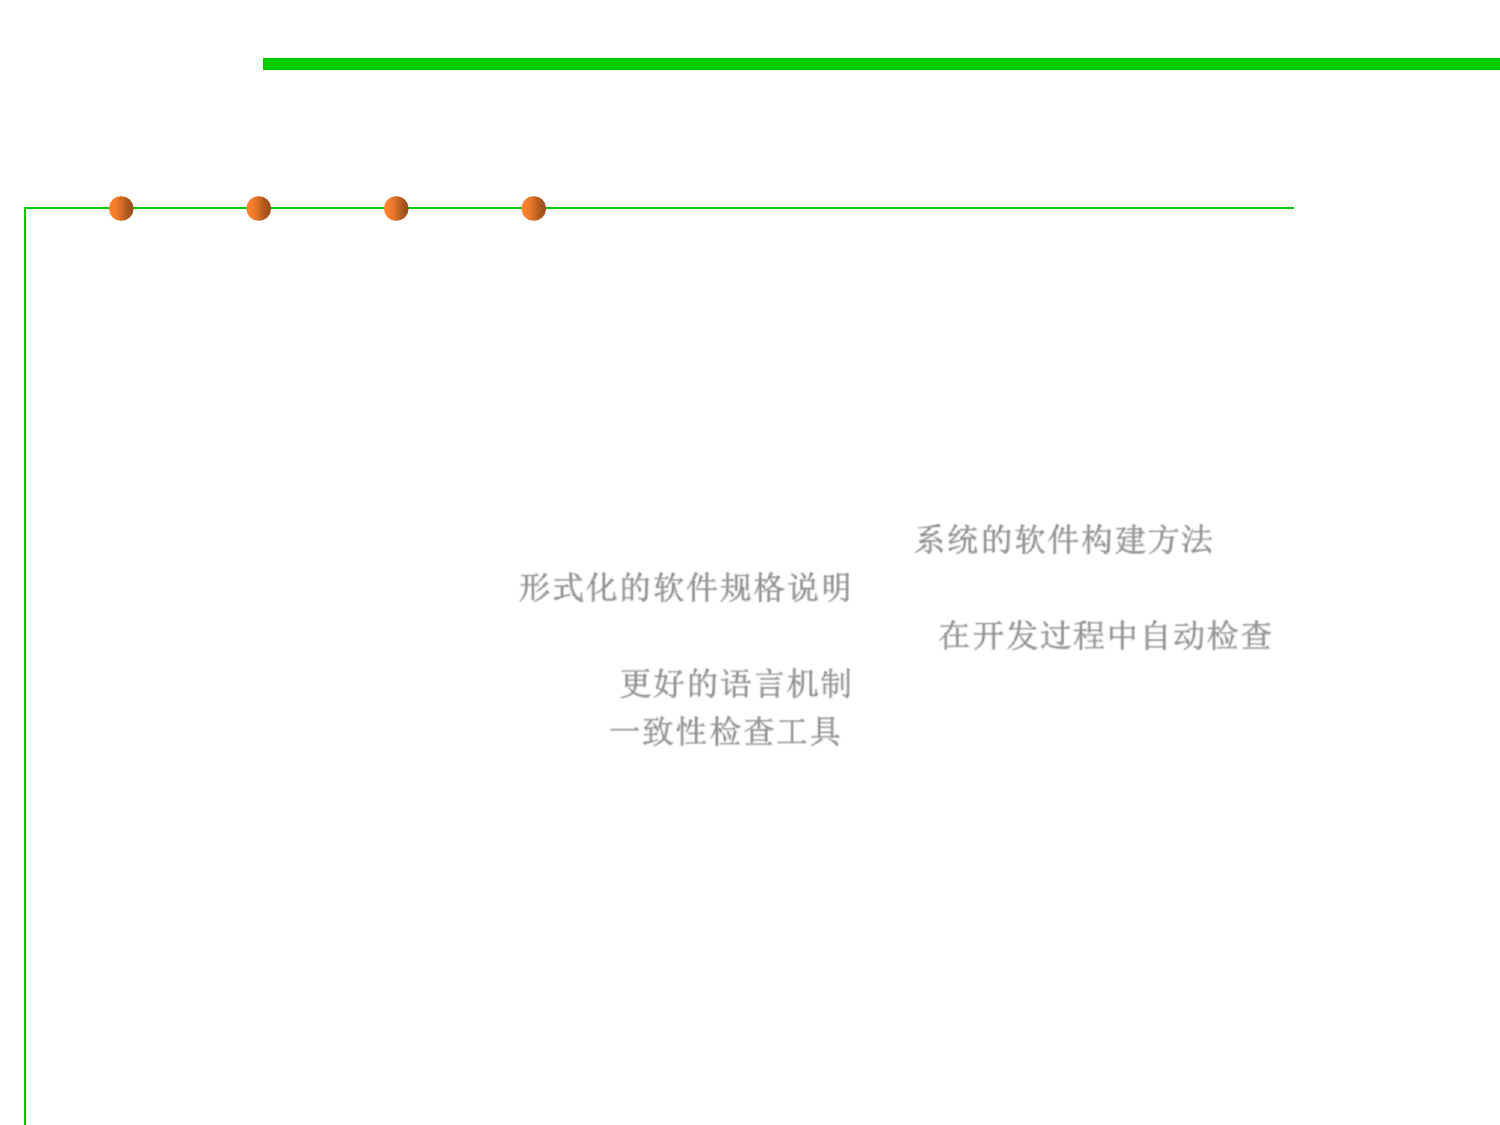 系统的软件构建方法
形式化的软件规格说明
在开发过程中自动检查
更好的语言机制
一致性检查工具